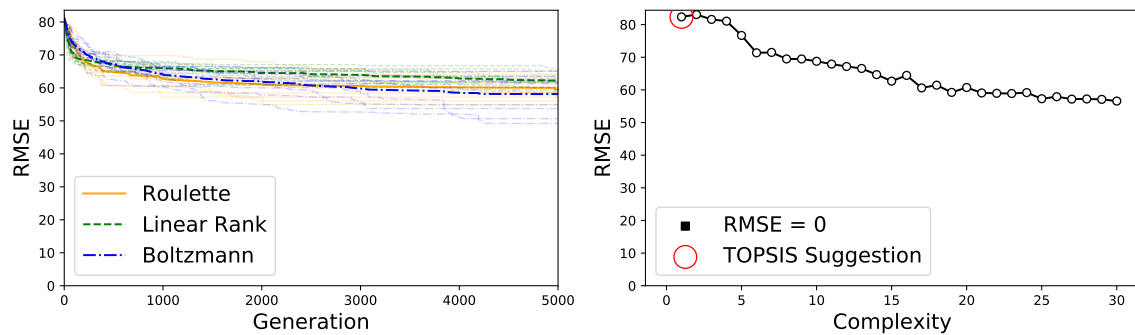 80
70
60
50
40
30
20
10
0
RMSE
Roulette
Linear Rank
Boltzmann
0 1000 2000 3000 4000 5000
Generation
80
70
60
50
40
30
20
10
0
RMSE
RMSE = 0
TOPSIS Suggestion
0 5 10 15 20 25 30
Complexity